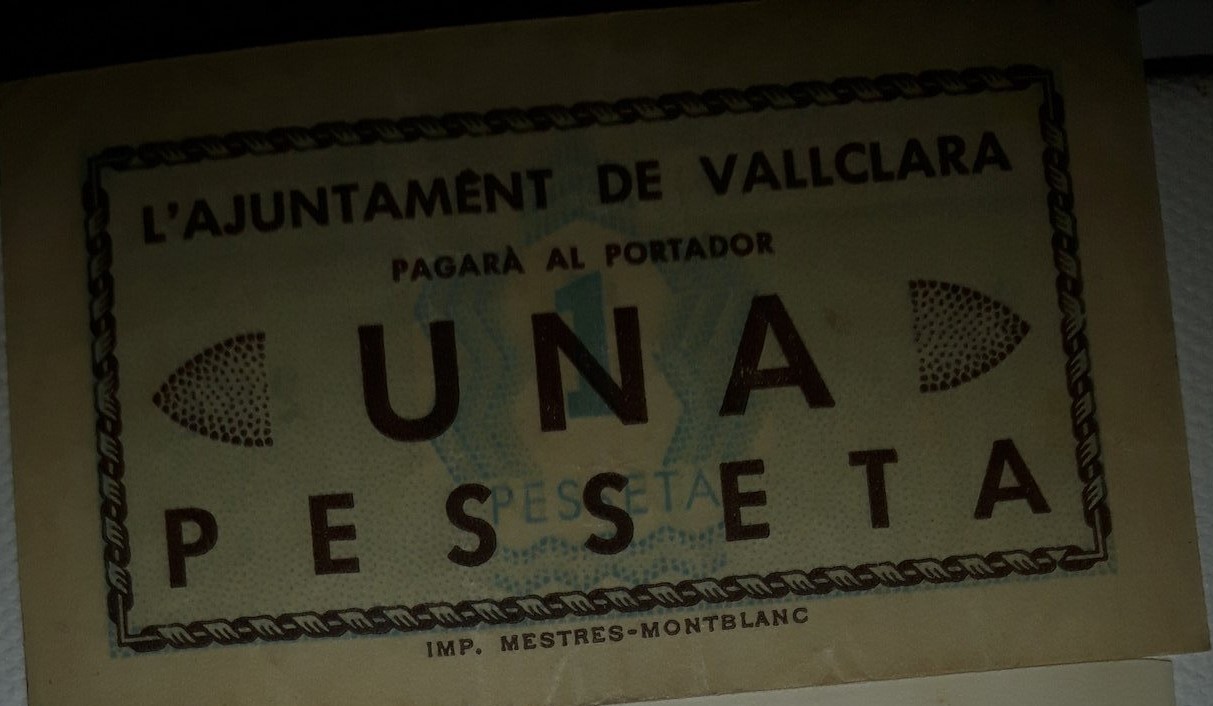 L'AJUNTAMENT DE VALLCLARA
PAGARÀ AL PORTADOR
1
UNA
PESSETA
PESSETA
IMP. MESTRES-MONTBLANC